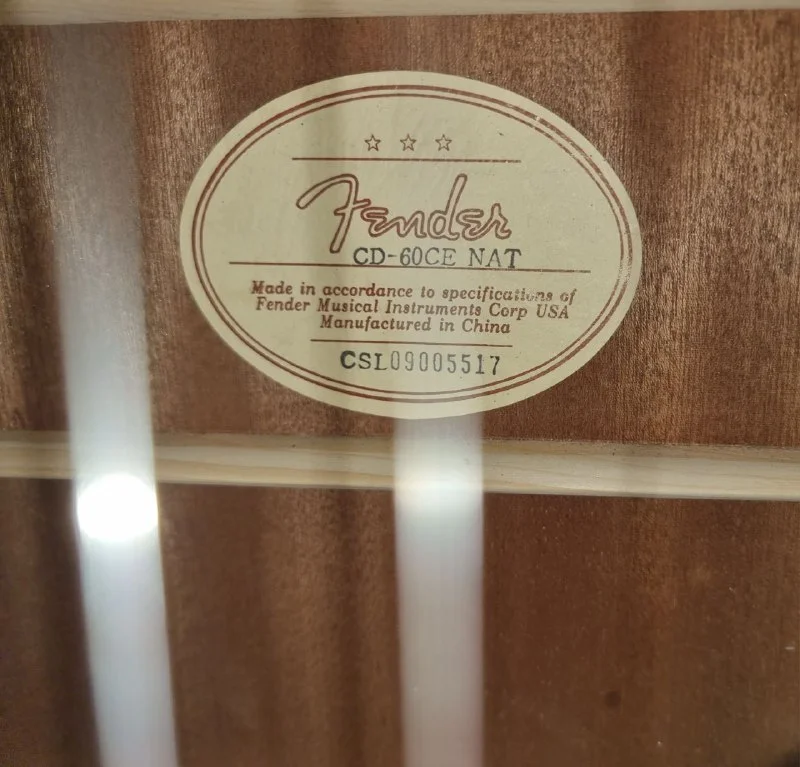 Fender
CD-60CE NAT
Made in accordance to specifications of
Fender Musical Instruments Corp USA
Manufactured in China
CSL09005517